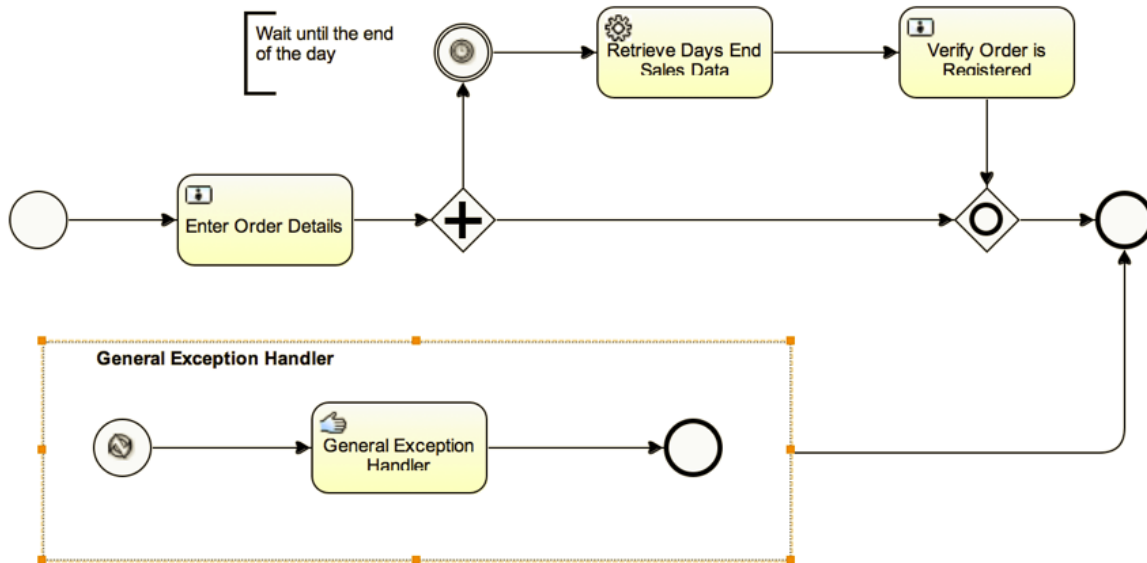 Wait until the end
of the day
Retrieve Days End
Sales Data
Verify Order is
Registered
Enter Order Details
General Exception Handler
General Exception
Handler